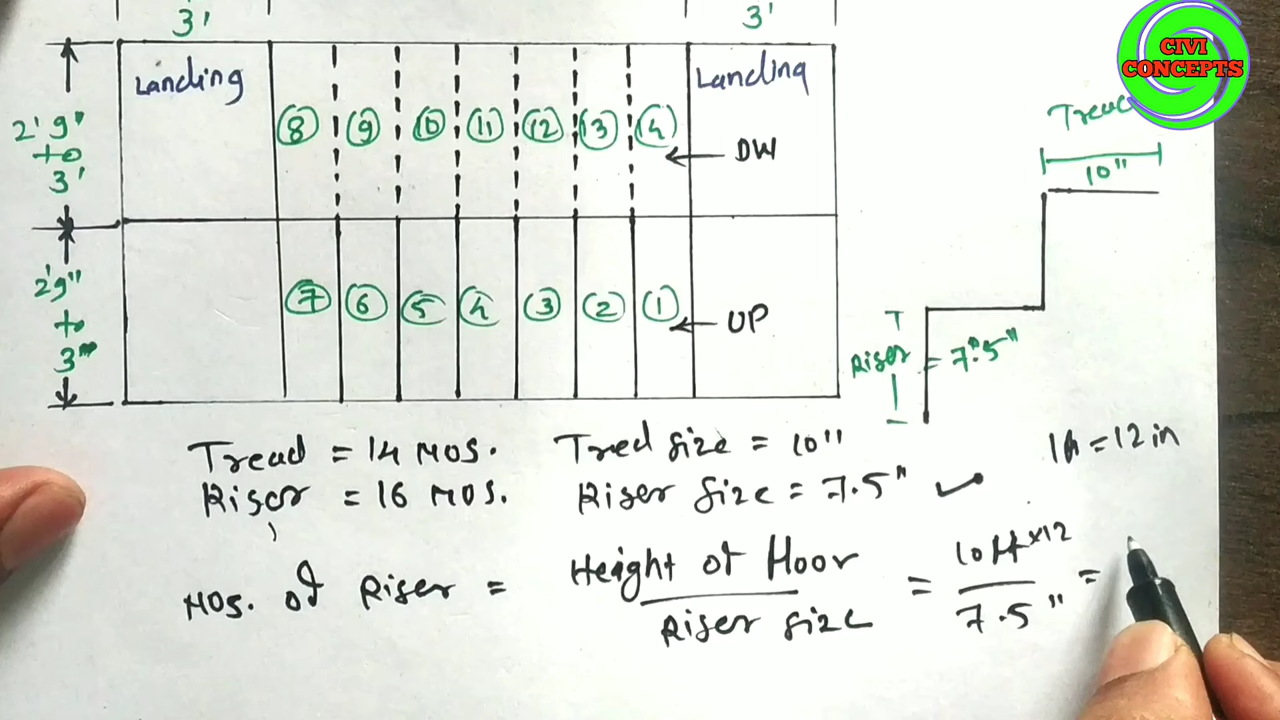 3'
3'
CIVI
CONCEPTS
Landing
Landing
Tread
10"
2'9"
to
3'
8 9 10 11 12 13 14
DW
2'9"
to
3"
7 6 5 4 3 2 1
UP
Riser = 7.5"
Tread = 14 NOS. Tred Size = 10"
1ft = 12 in
Riser = 16 NOS. Riser Size = 7.5"
Nos. of Riser = Height of Floor / Riser Size = 10ft x12 / 7.5" =